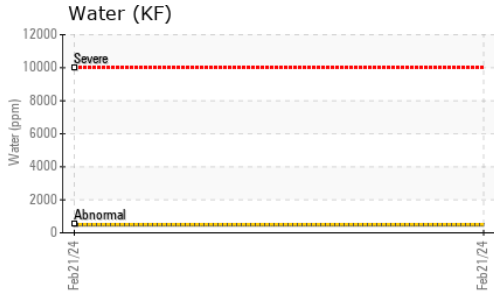 Water (KF)
12000
10000
8000
6000
4000
2000
0
Water (ppm)
Severe
Abnormal
Feb21/24
Feb21/24